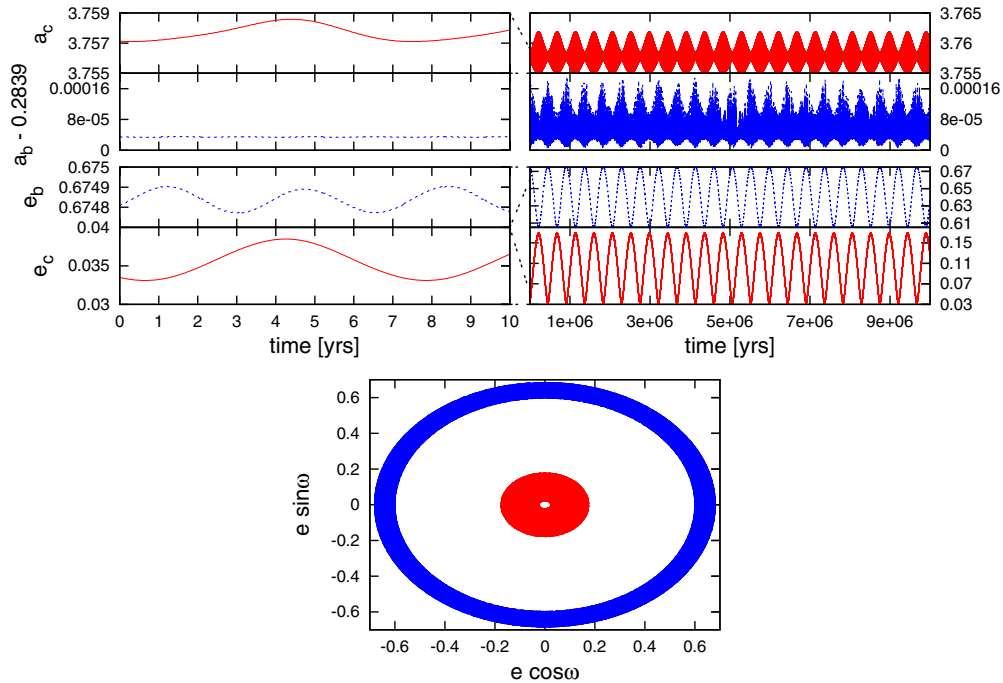 3.759
3.757
3.755
a_c
3.765
3.76
3.755
0.00016
8e-05
0
a_b - 0.2839
0.00016
8e-05
0
0.675
0.6749
0.6748
e_b
0.67
0.65
0.63
0.61
0.04
0.035
0.03
e_c
0.15
0.11
0.07
0.03
0 1 2 3 4 5 6 7 8 9 10
time [yrs]
1e+06 3e+06 5e+06 7e+06 9e+06
time [yrs]
0.6
0.4
0.2
0
-0.2
-0.4
-0.6
e sinω
-0.6 -0.4 -0.2 0 0.2 0.4 0.6
e cosω